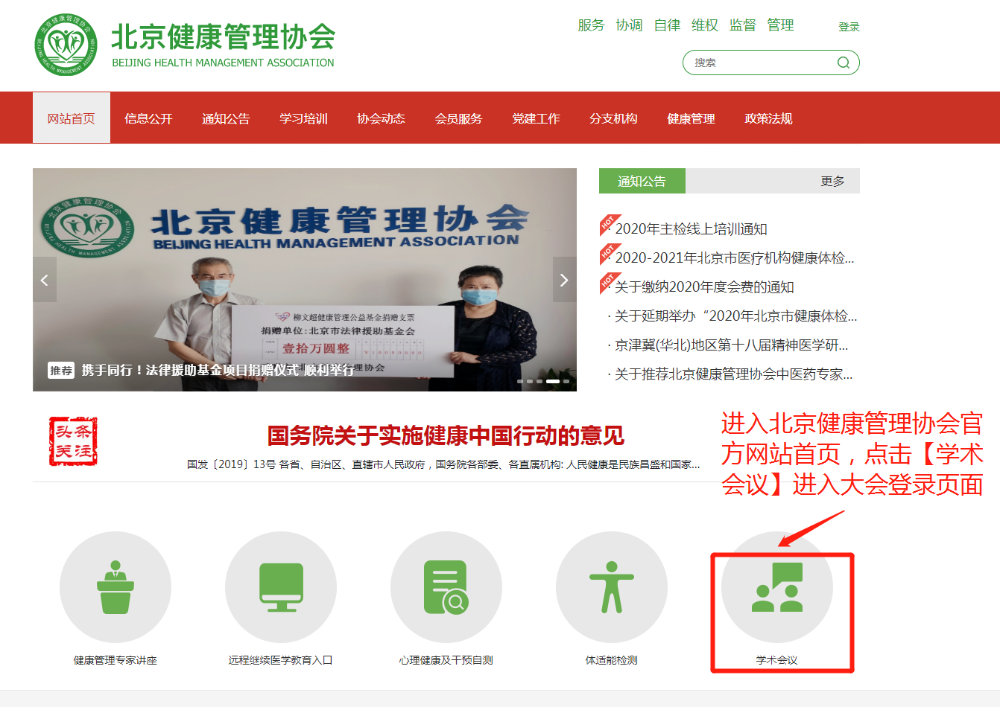 北京健康管理协会
BEIJING HEALTH MANAGEMENT ASSOCIATION
服务 协调 自律 维权 监督 管理
登录
搜索
网站首页 信息公开 通知公告 学习培训 协会动态 会员服务 党建工作 分支机构 健康管理 政策法规
北京健康管理协会
BEIJING HEALTH MANAGEMENT ASSOCIATION
柳文超健康管理公益基金捐赠支票
捐赠单位:北京市法律援助基金会
壹拾万圆整
推荐 携手同行！法律援助基金项目捐赠仪式 顺利举行
通知公告 更多
HOT · 2020年主检线上培训通知
HOT · 2020-2021年北京市医疗机构健康体检...
HOT · 关于缴纳2020年度会费的通知
· 关于延期举办“2020年北京市健康体检...
· 京津冀(华北)地区第十八届精神医学研...
· 关于推荐北京健康管理协会中医药专家...
头条
关注
国务院关于实施健康中国行动的意见
国发〔2019〕13号 各省、自治区、直辖市人民政府，国务院各部委、各直属机构: 人民健康是民族昌盛和国家...
进入北京健康管理协会官
方网站首页，点击【学术
会议】进入大会登录页面
健康管理专家讲座
远程继续医学教育入口
心理健康及干预自测
体适能检测
学术会议